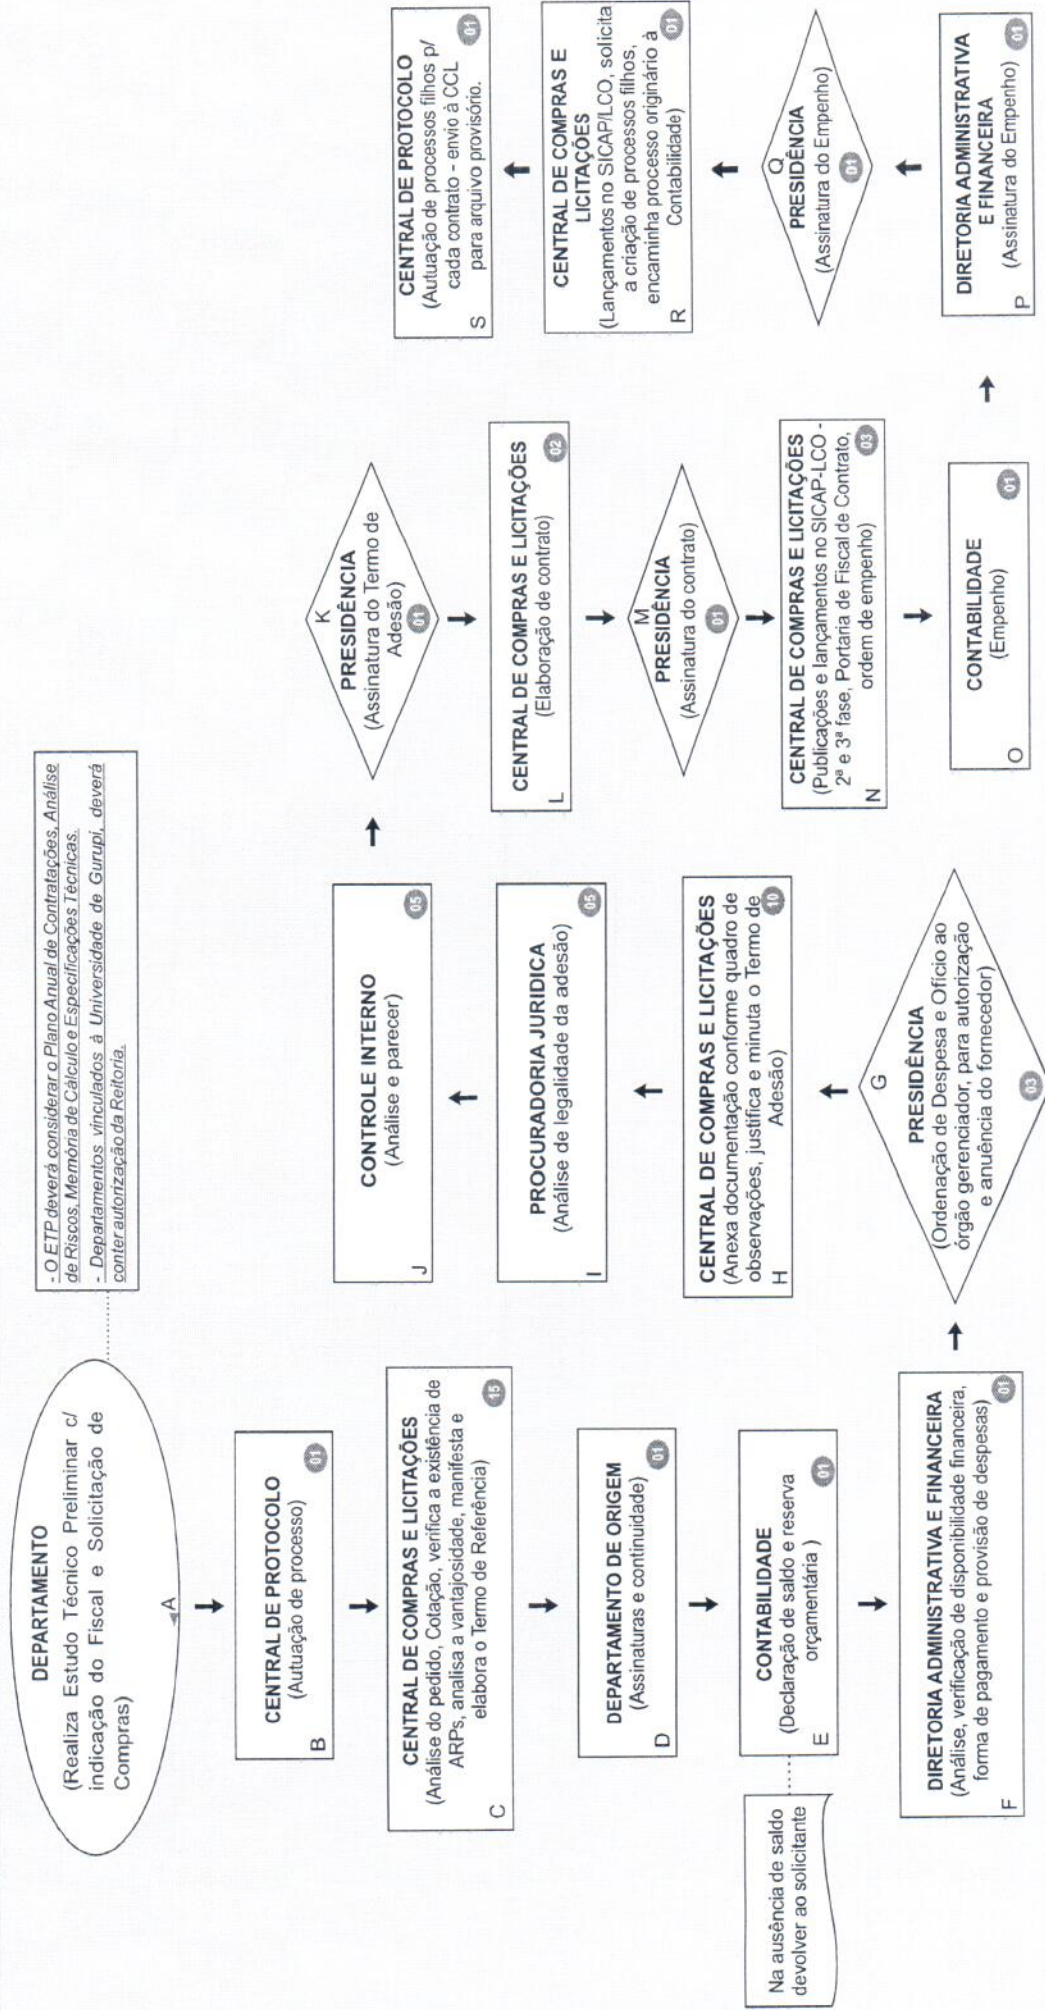 DEPARTAMENTO
(Realiza Estudo Técnico Preliminar c/
indicação do Fiscal e Solicitação de
Compras)
A
- O ETP deverá considerar o Plano Anual de Contratações, Análise
de Riscos, Memória de Cálculo e Especificações Técnicas.
- Departamentos vinculados à Universidade de Gurupi, deverá
conter autorização da Reitoria.
CENTRAL DE PROTOCOLO
(Autuação de processo)
B
01
CENTRAL DE COMPRAS E LICITAÇÕES
(Análise do pedido, Cotação, verifica a existência de
ARPs, analisa a vantajosidade, manifesta e
elabora o Termo de Referência)
C
15
DEPARTAMENTO DE ORIGEM
(Assinaturas e continuidade)
D
01
CONTABILIDADE
(Declaração de saldo e reserva
orçamentária )
E
01
Na ausência de saldo
devolver ao solicitante
DIRETORIA ADMINISTRATIVA E FINANCEIRA
(Análise, verificação de disponibilidade financeira,
forma de pagamento e provisão de despesas)
F
01
G
PRESIDÊNCIA
(Ordenação de Despesa e Ofício ao
órgão gerenciador, para autorização
e anuência do fornecedor)
03
CENTRAL DE COMPRAS E LICITAÇÕES
(Anexa documentação conforme quadro de
observações, justifica e minuta o Termo de
Adesão)
H
10
PROCURADORIA JURIDICA
(Análise de legalidade da adesão)
I
05
CONTROLE INTERNO
(Análise e parecer)
J
05
K
PRESIDÊNCIA
(Assinatura do Termo de
Adesão)
01
CENTRAL DE COMPRAS E LICITAÇÕES
(Elaboração de contrato)
L
02
M
PRESIDÊNCIA
(Assinatura do contrato)
01
CENTRAL DE COMPRAS E LICITAÇÕES
(Publicações e lançamentos no SICAP-LCO -
2ª e 3ª fase, Portaria de Fiscal de Contrato,
ordem de empenho)
N
03
CONTABILIDADE
(Empenho)
O
01
DIRETORIA ADMINISTRATIVA
E FINANCEIRA
(Assinatura do Empenho)
P
01
Q
PRESIDÊNCIA
(Assinatura do Empenho)
01
CENTRAL DE COMPRAS E
LICITAÇÕES
(Lançamentos no SICAP/LCO, solicita
a criação de processos filhos,
encaminha processo originário à
Contabilidade)
R
01
CENTRAL DE PROTOCOLO
(Autuação de processos filhos p/
cada contrato - envio à CCL
para arquivo provisório.
S
01